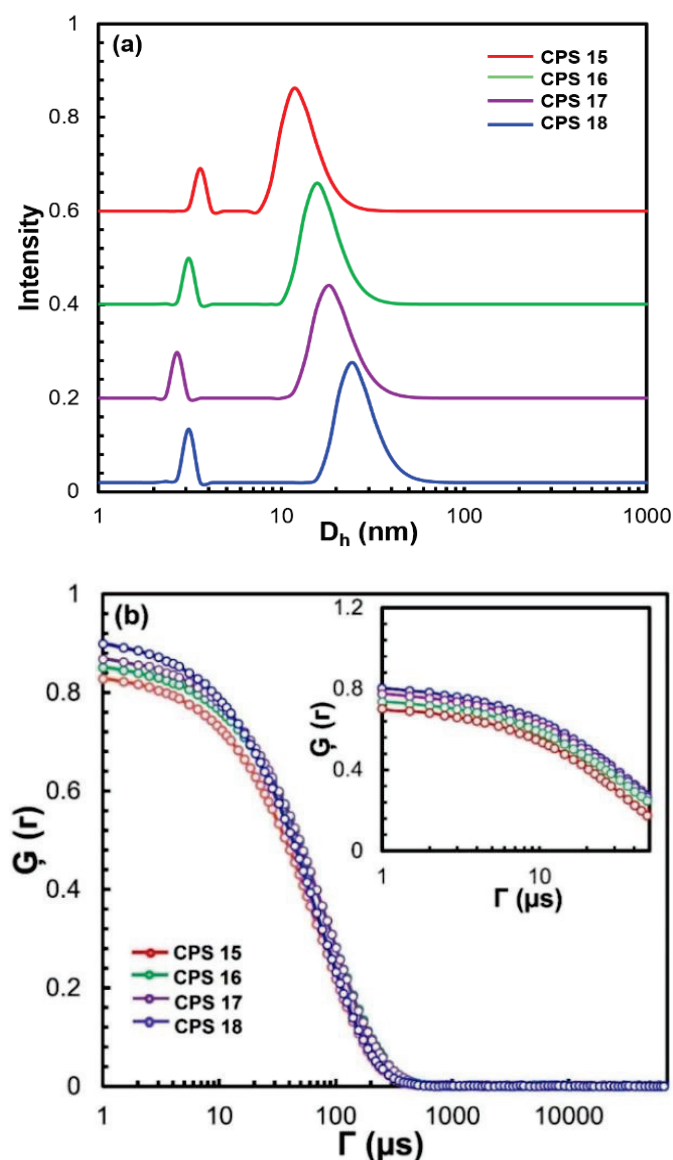 (a)
CPS 15
CPS 16
CPS 17
CPS 18
1
0.8
0.6
0.4
0.2
0
Intensity
1
10
100
1000
Dₕ (nm)
(b)
1
0.8
0.6
0.4
0.2
0
G, (r)
CPS 15
CPS 16
CPS 17
CPS 18
1
10
100
1000
10000
Γ (µs)
1.2
0.8
0.4
0
G, (r)
1
10
Γ (µs)